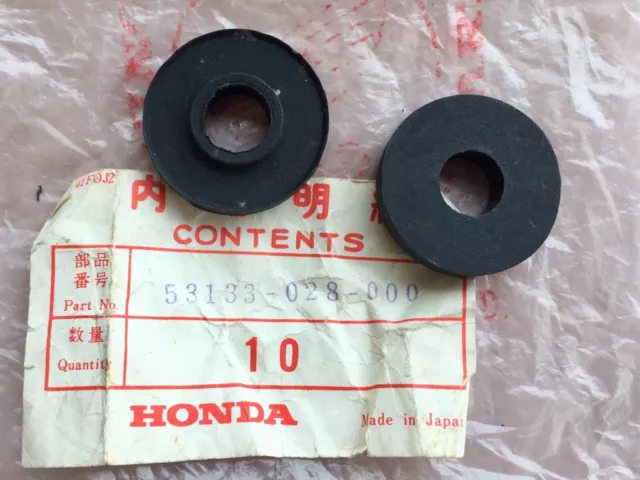 内 明
CONTENTS
部品
番号
Part No.
53133-028-000
数量
Quantity
10
HONDA
Made in Japan